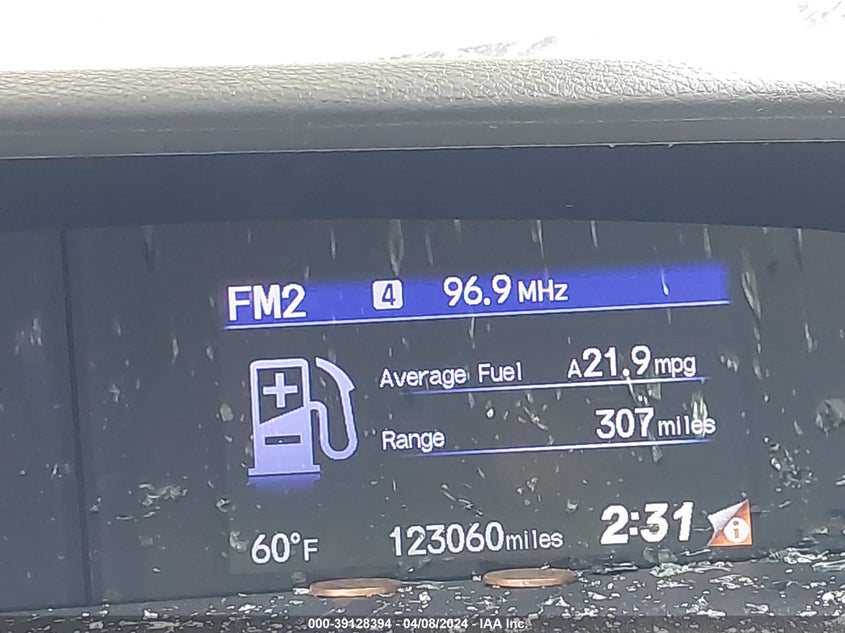 FM2 4 96.9 MHz
Average Fuel A21.9 mpg
Range 307 miles
60°F 123060 miles 2:31 i
000-39128394 - 04/08/2024 - IAA Inc.